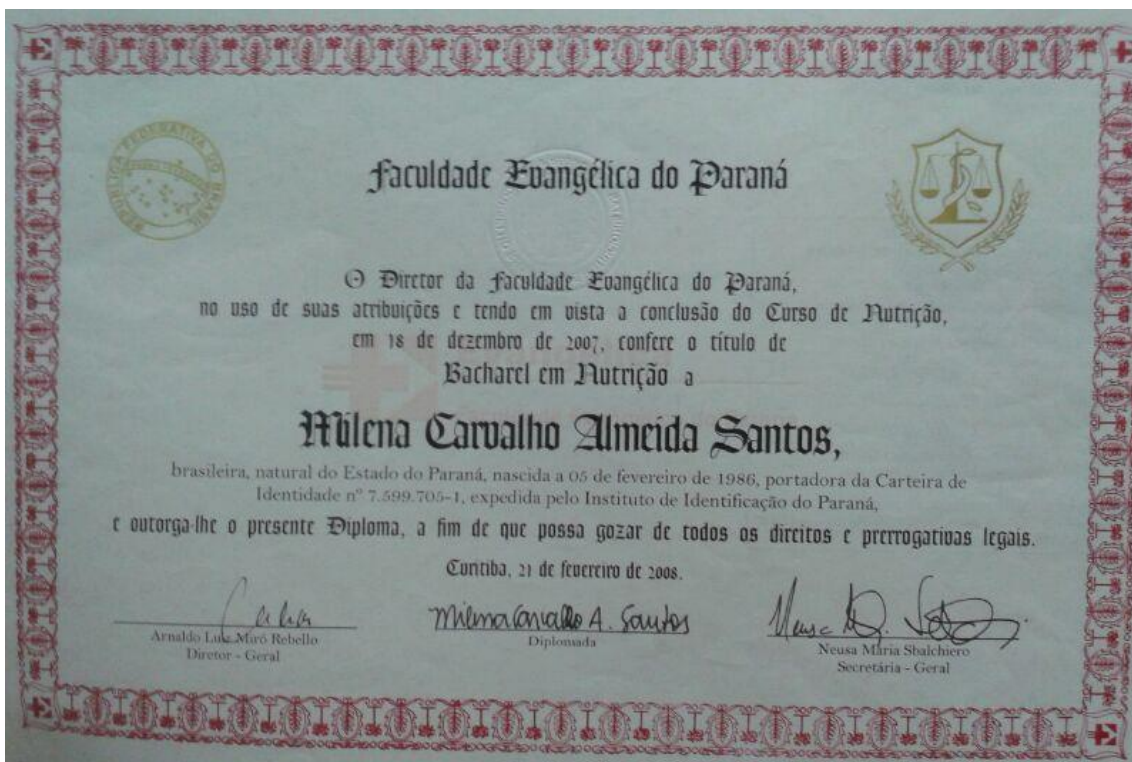 REPÚBLICA FEDERATIVA DO BRASIL
Faculdade Evangélica do Paraná
O Diretor da Faculdade Evangélica do Paraná,
no uso de suas atribuições e tendo em vista a conclusão do Curso de Nutrição,
em 18 de dezembro de 2007, confere o título de
Bacharel em Nutrição a
Milena Carvalho Almeida Santos,
brasileira, natural do Estado do Paraná, nascida a 05 de fevereiro de 1986, portadora da Carteira de
Identidade nº 7.599.705-1, expedida pelo Instituto de Identificação do Paraná,
e outorga-lhe o presente Diploma, a fim de que possa gozar de todos os direitos e prerrogativas legais.
Curitiba, 21 de fevereiro de 2008.
Milena Carvalho A. Santos
Arnaldo Luiz Miró Rebello
Diplomada
Neusa Maria Sbalchiero
Diretor - Geral
Secretária - Geral